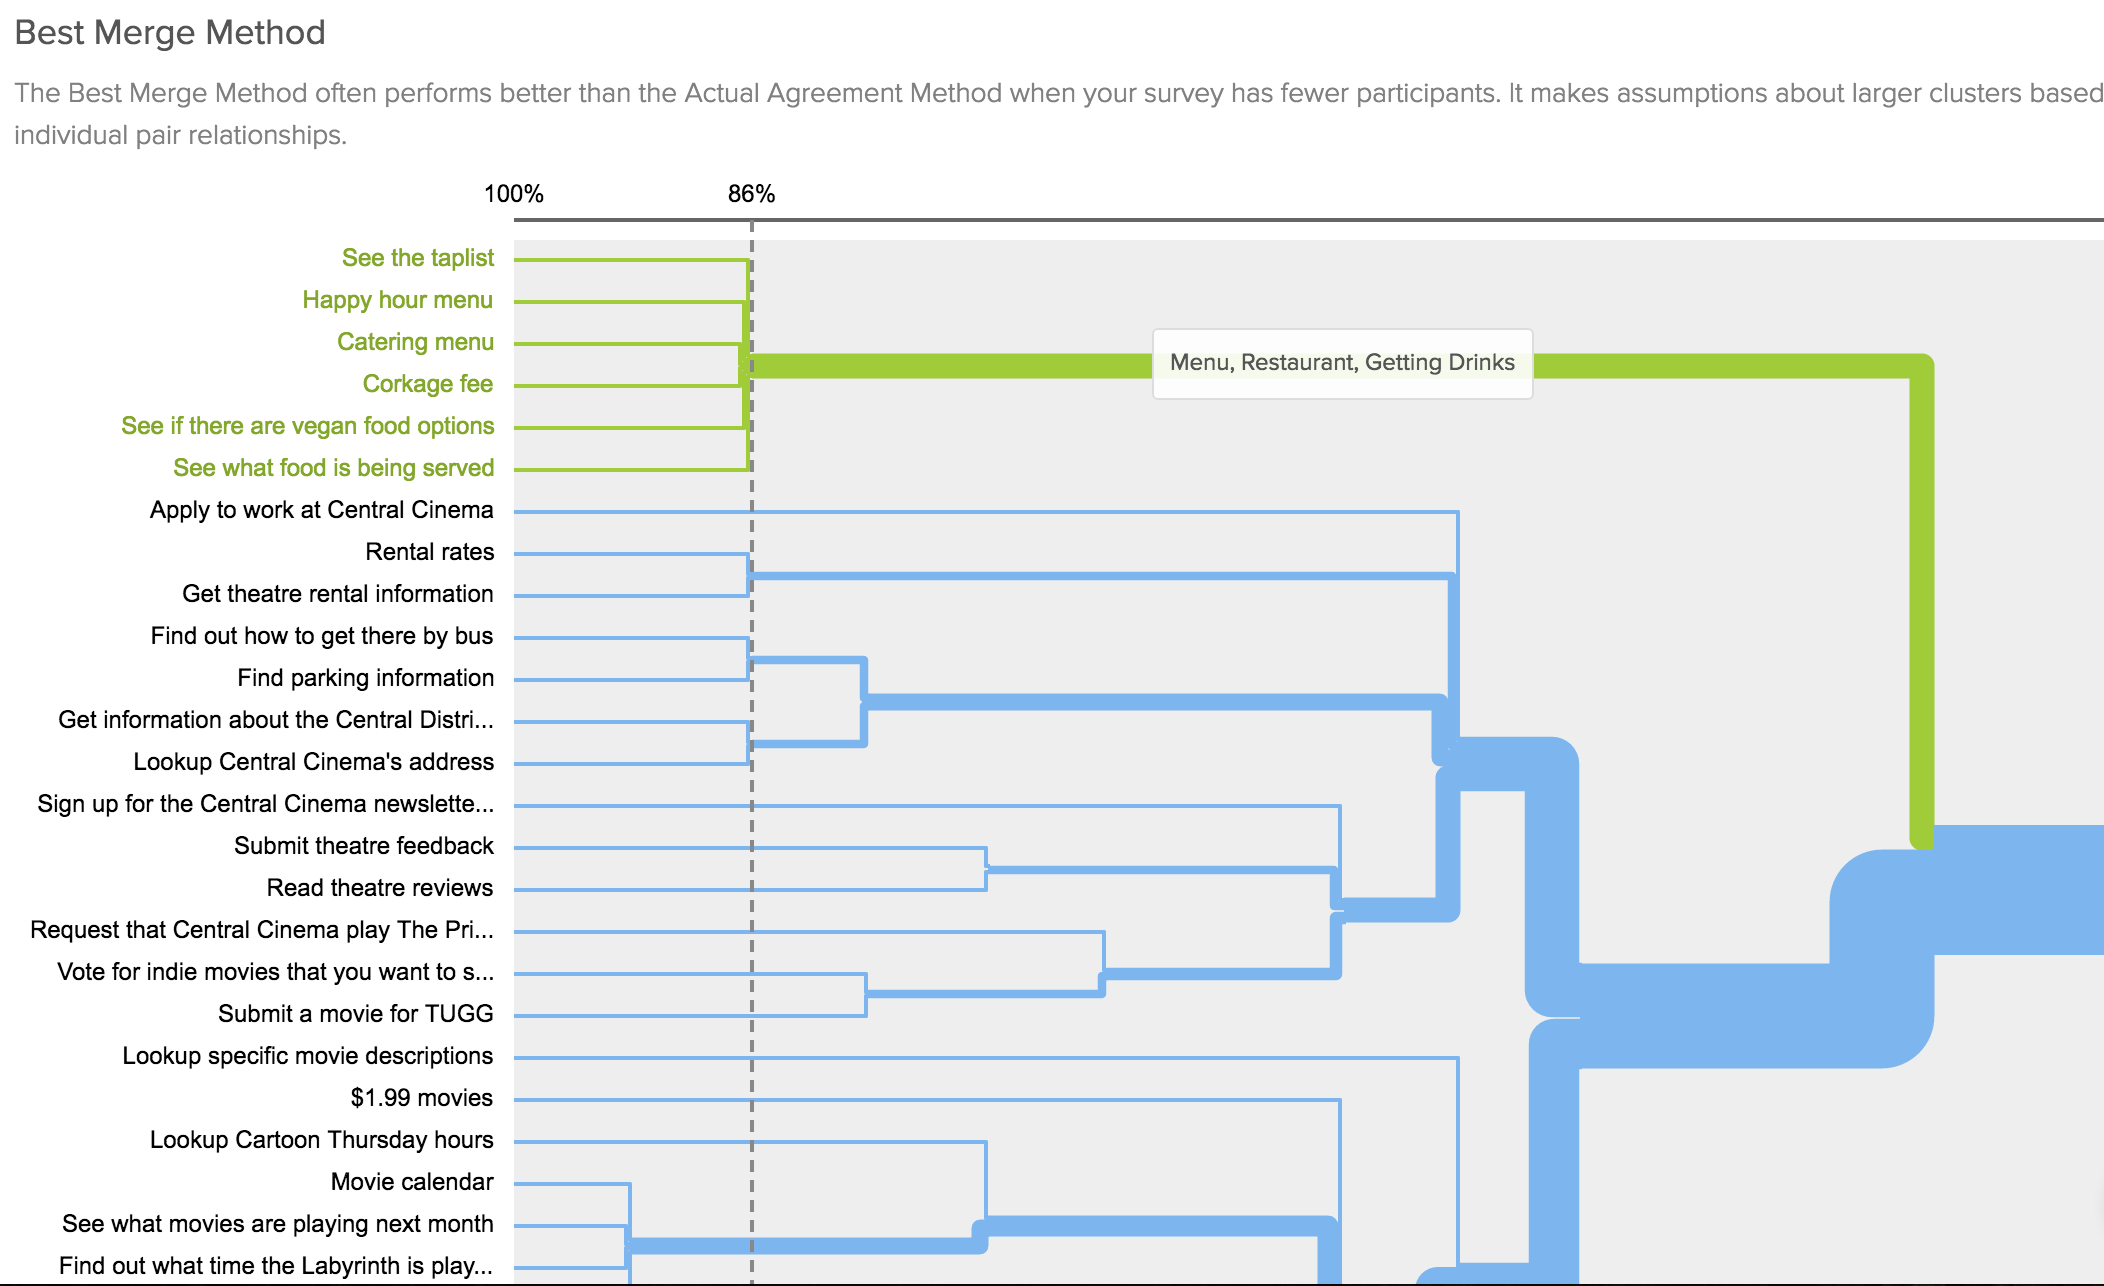 Best Merge Method
The Best Merge Method often performs better than the Actual Agreement Method when your survey has fewer participants. It makes assumptions about larger clusters based
individual pair relationships.
100% 86%
See the taplist
Happy hour menu
Catering menu
Menu, Restaurant, Getting Drinks
Corkage fee
See if there are vegan food options
See what food is being served
Apply to work at Central Cinema
Rental rates
Get theatre rental information
Find out how to get there by bus
Find parking information
Get information about the Central Distri...
Lookup Central Cinema's address
Sign up for the Central Cinema newslette...
Submit theatre feedback
Read theatre reviews
Request that Central Cinema play The Pri...
Vote for indie movies that you want to s...
Submit a movie for TUGG
Lookup specific movie descriptions
$1.99 movies
Lookup Cartoon Thursday hours
Movie calendar
See what movies are playing next month
Find out what time the Labyrinth is play...